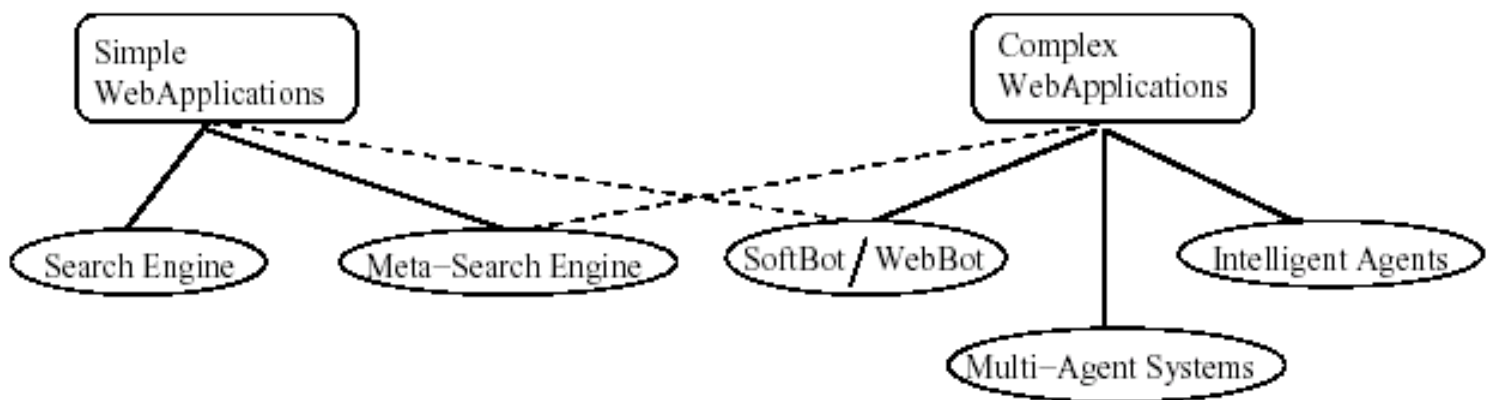 Simple
WebApplications
Complex
WebApplications
Search Engine
Meta−Search Engine
SoftBot / WebBot
Intelligent Agents
Multi−Agent Systems